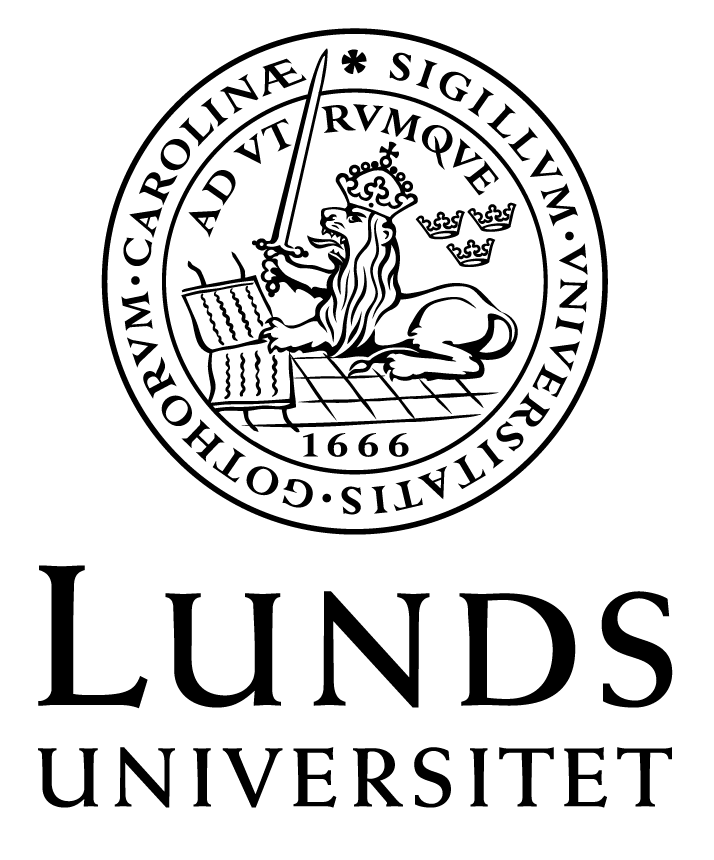 SIGILLVM · VNIVERSITATIS · GOTHORVM · CAROLINÆ *
AD VTRVMQVE
1666
LUNDS
UNIVERSITET